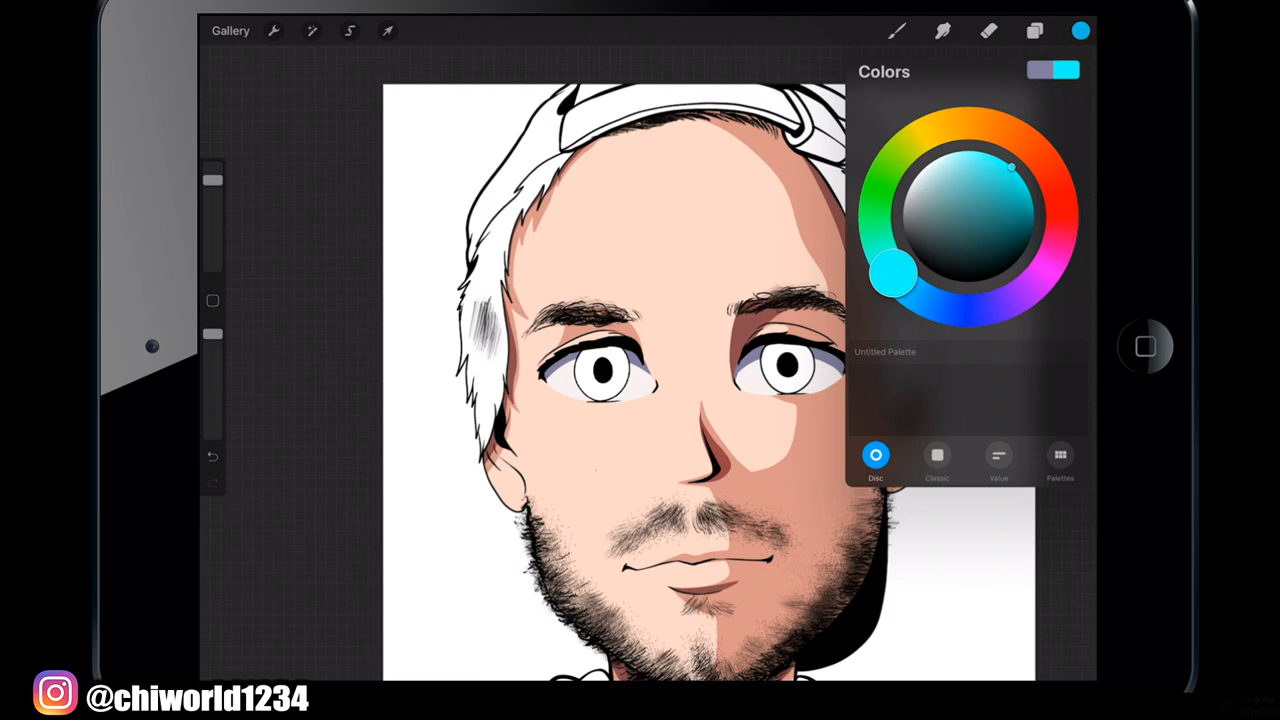 Gallery
Colors
Untitled Palette
Disc Classic Value Palettes
@chiworld1234